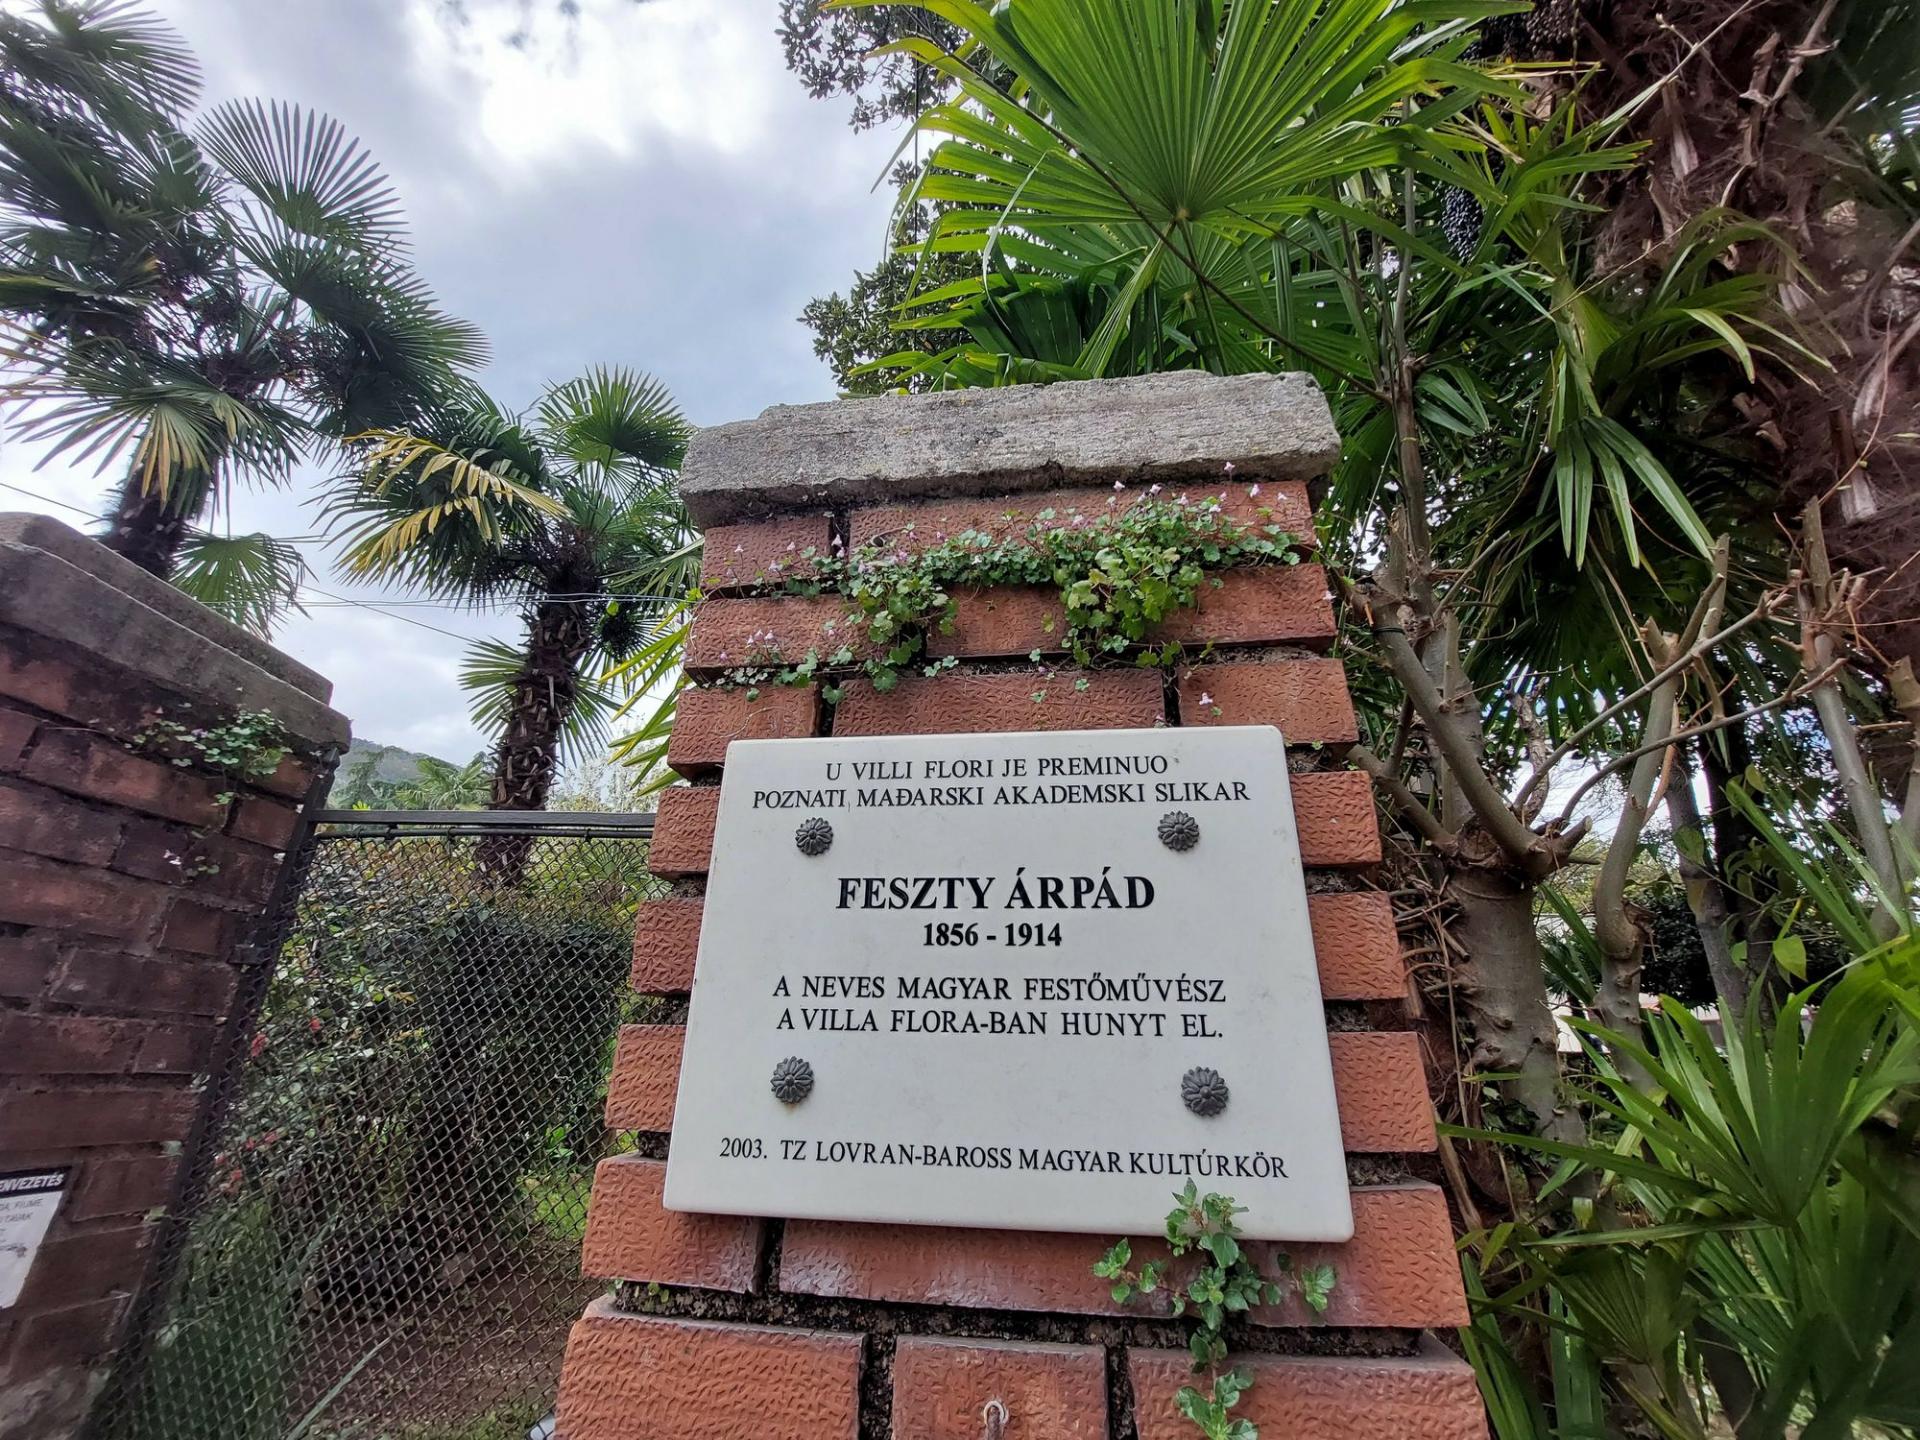 U VILLI FLORI JE PREMINUO
POZNATI MAĐARSKI AKADEMSKI SLIKAR
FESZTY ÁRPÁD
1856 - 1914
A NEVES MAGYAR FESTŐMŰVÉSZ
A VILLA FLORA-BAN HUNYT EL.
2003. TZ LOVRAN-BAROSS MAGYAR KULTÚRKÖR